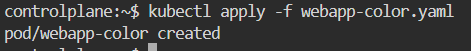 controlplane:~$ kubectl apply -f webapp-color.yaml
pod/webapp-color created